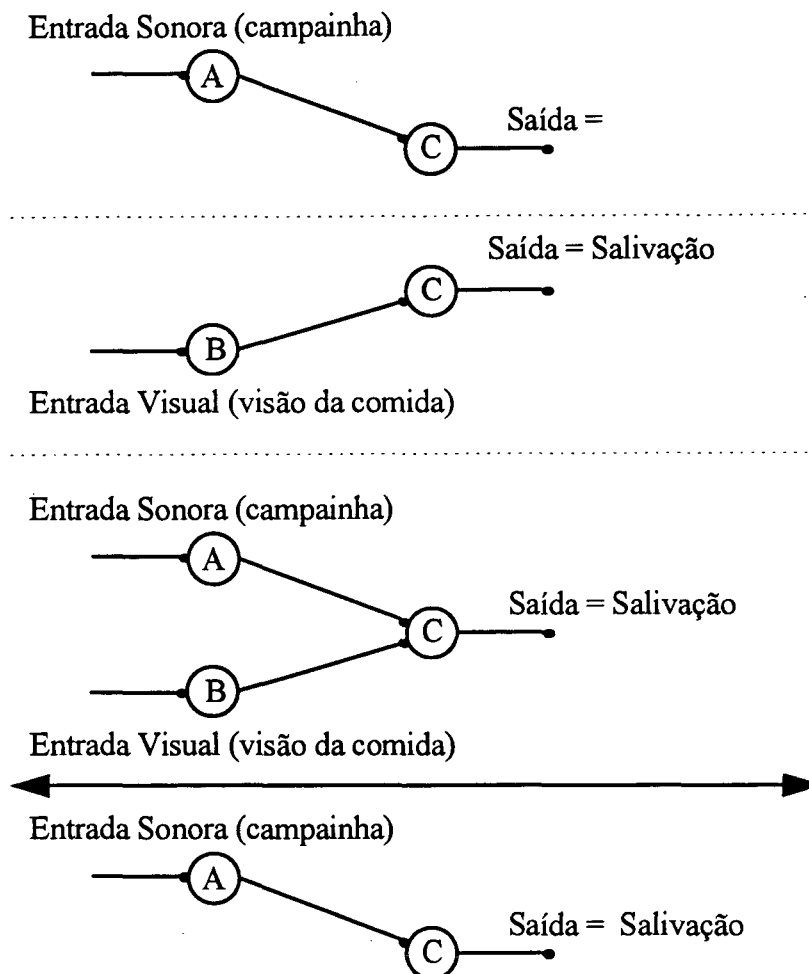 Entrada Sonora (campainha)
A
C
Saída =
Saída = Salivação
C
B
Entrada Visual (visão da comida)
Entrada Sonora (campainha)
A
C
Saída = Salivação
B
Entrada Visual (visão da comida)
Entrada Sonora (campainha)
A
C
Saída = Salivação